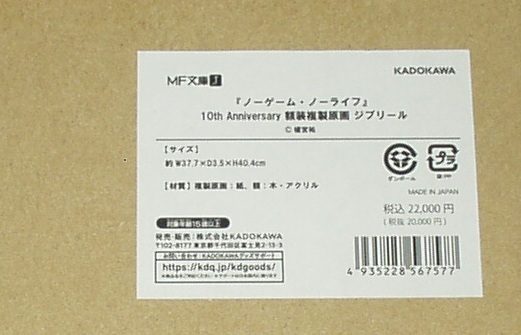 MF文庫J
KADOKAWA
『ノーゲーム・ノーライフ』
10th Anniversary 額装複製原画 ジブリール
© 榎宮祐
【サイズ】
約 W37.7×D3.5×H40.4cm
【材質】複製原画：紙、額：木・アクリル
ダンボール
プラ
MADE IN JAPAN
税込 22,000 円
( 税抜 20,000 円 )
対象年齢15歳以上
発売・販売：株式会社KADOKAWA
〒102-8177 東京都千代田区富士見2-13-3
お問い合わせ：KADOKAWAグッズサポート
https://kdq.jp/kdgoods/
4 935228 567577